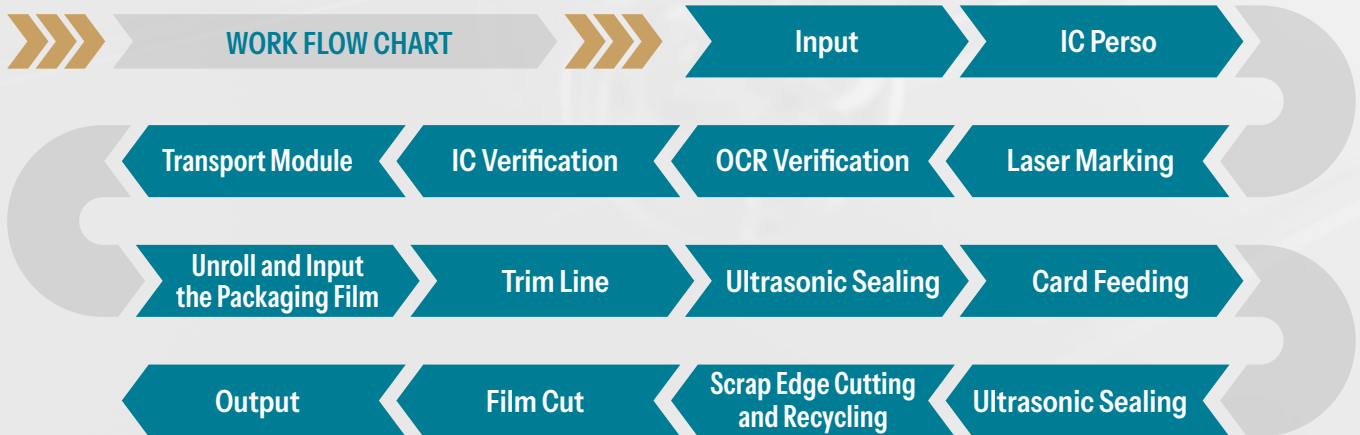 WORK FLOW CHART
Input
IC Perso
Laser Marking
OCR Verification
IC Verification
Transport Module
Unroll and Input
the Packaging Film
Trim Line
Ultrasonic Sealing
Card Feeding
Ultrasonic Sealing
Scrap Edge Cutting
and Recycling
Film Cut
Output